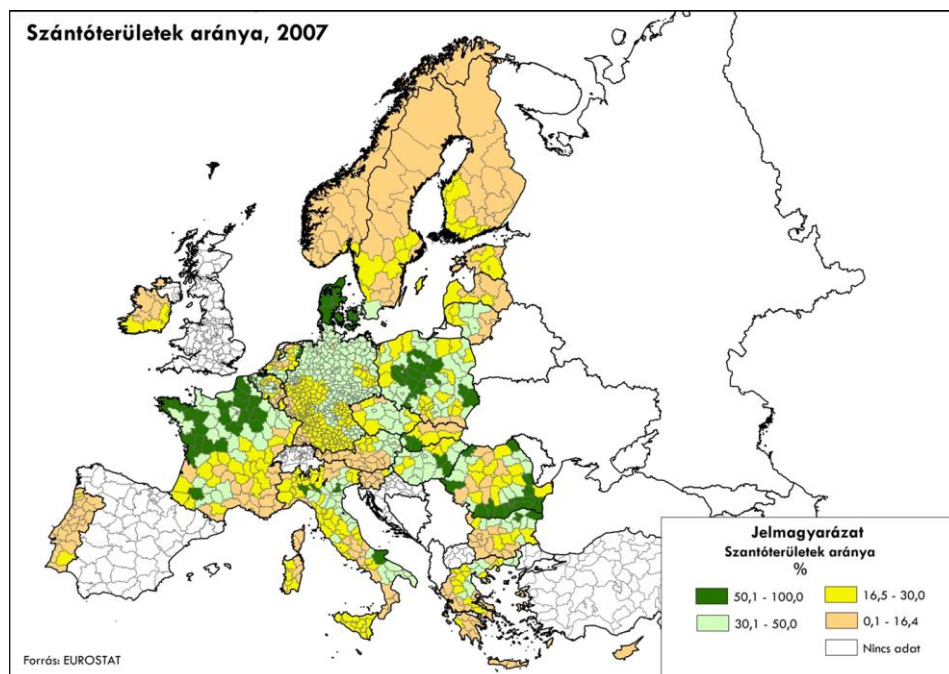 Szántóterületek aránya, 2007
Jelmagyarázat
Szantóterületek aránya
%
50,1 - 100,0
16,5 - 30,0
30,1 - 50,0
0,1 - 16,4
Nincs adat
Forrás: EUROSTAT